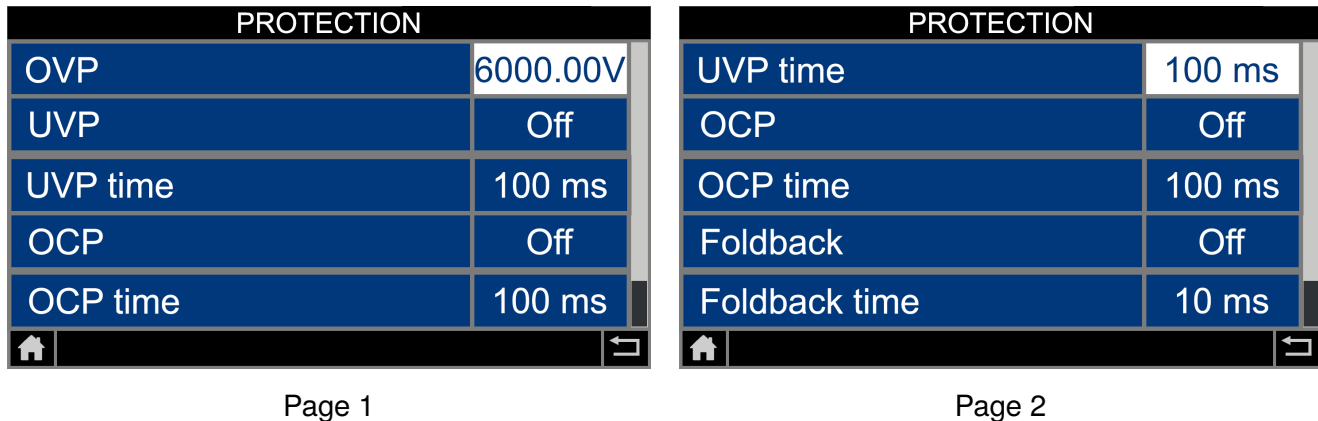 PROTECTION
OVP 6000.00V
UVP Off
UVP time 100 ms
OCP Off
OCP time 100 ms
Page 1
PROTECTION
UVP time 100 ms
OCP Off
OCP time 100 ms
Foldback Off
Foldback time 10 ms
Page 2